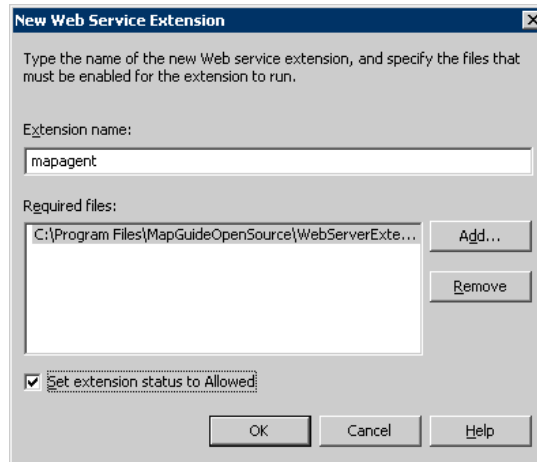 New Web Service Extension
Type the name of the new Web service extension, and specify the files that
must be enabled for the extension to run.
Extension name:
mapagent
Required files:
C:\Program Files\MapGuideOpenSource\WebServerExte...
Add...
Remove
Set extension status to Allowed
OK
Cancel
Help